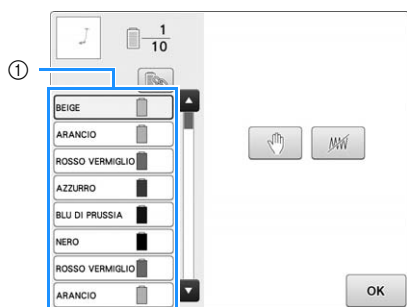 1
10
①
BEIGE
ARANCIO
ROSSO VERMIGLIO
AZZURRO
BLU DI PRUSSIA
NERO
ROSSO VERMIGLIO
ARANCIO
OK